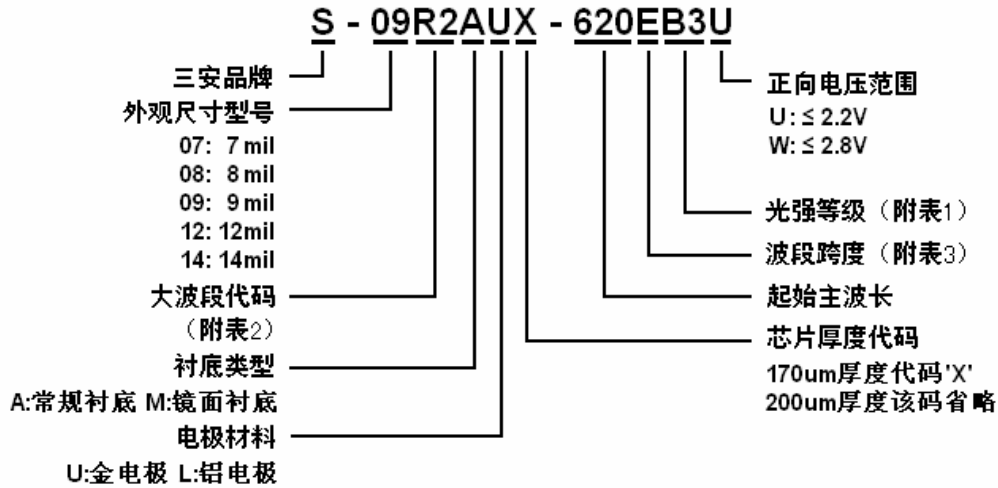 S - 09R2AUX - 620EB3U
三安品牌
外观尺寸型号
07: 7 mil
08: 8 mil
09: 9 mil
12: 12mil
14: 14mil
大波段代码
（附表2）
衬底类型
A:常规衬底 M:镜面衬底
电极材料
U:金电极 L:铝电极
正向电压范围
U: ≤ 2.2V
W: ≤ 2.8V
光强等级（附表1）
波段跨度（附表3）
起始主波长
芯片厚度代码
170um厚度代码'X'
200um厚度该码省略